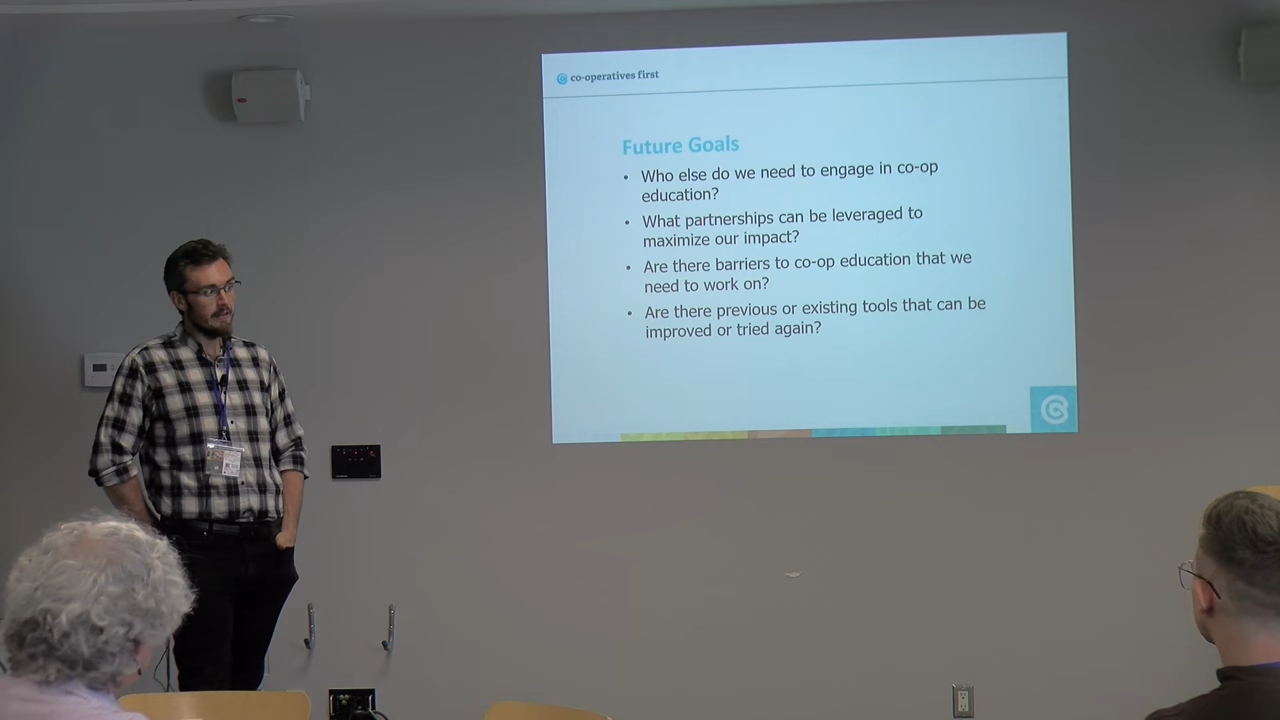 co-operatives first
Future Goals
• Who else do we need to engage in co-op
education?
• What partnerships can be leveraged to
maximize our impact?
• Are there barriers to co-op education that we
need to work on?
• Are there previous or existing tools that can be
improved or tried again?